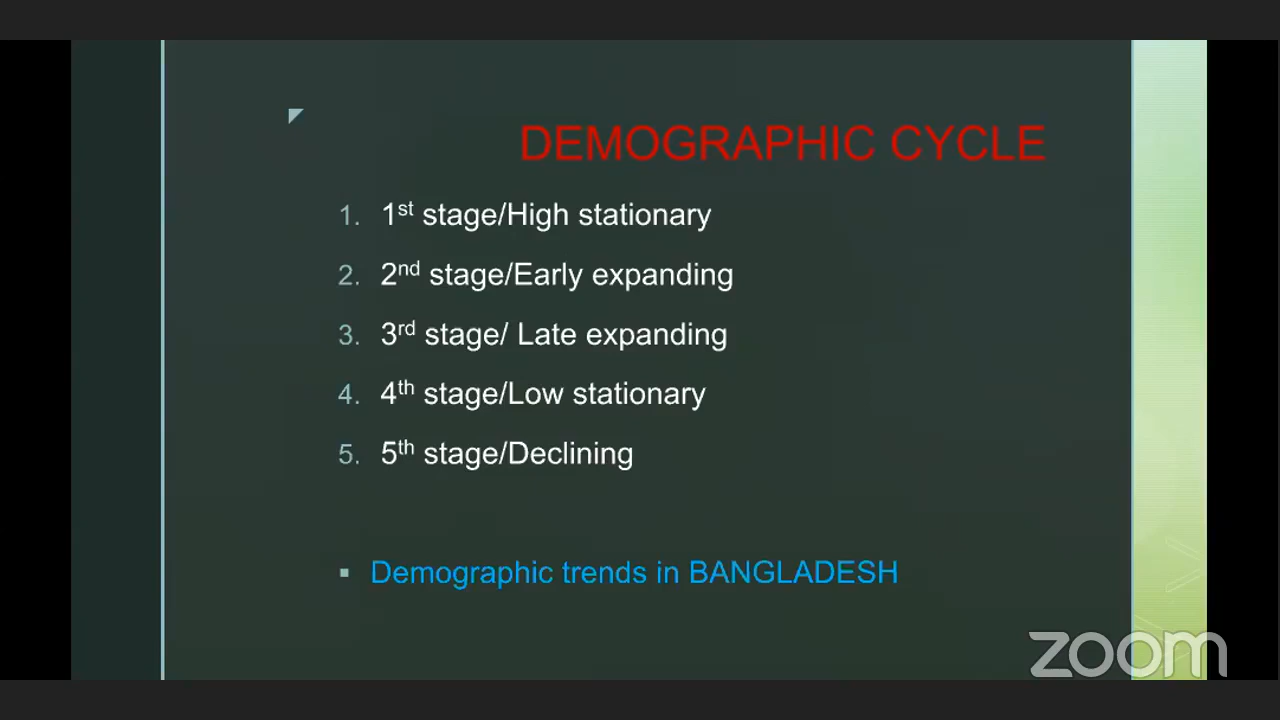 DEMOGRAPHIC CYCLE
1. 1st stage/High stationary
2. 2nd stage/Early expanding
3. 3rd stage/ Late expanding
4. 4th stage/Low stationary
5. 5th stage/Declining
▪ Demographic trends in BANGLADESH
zoom